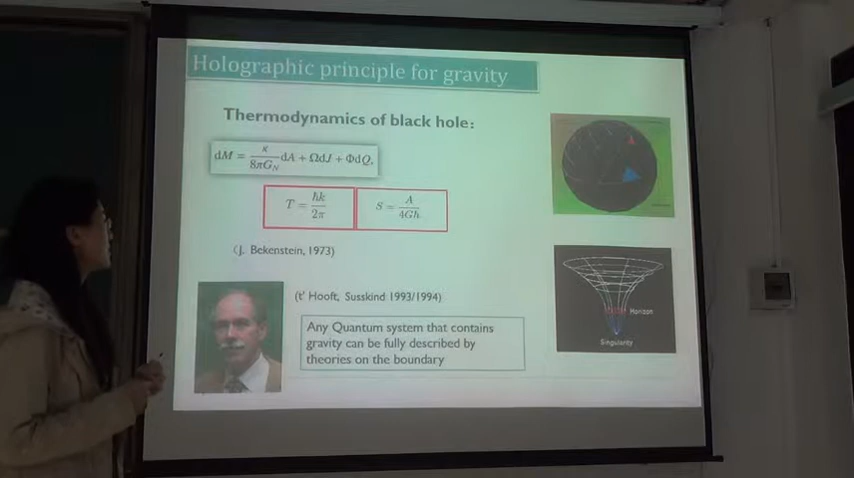 Holographic principle for gravity
Thermodynamics of black hole:
dM = κ/8πG_N dA + ΩdJ + ΦdQ,
T = ħk/2π
S = A/4Għ
(J. Bekenstein, 1973)
(t' Hooft, Susskind 1993/1994)
Any Quantum system that contains
gravity can be fully described by
theories on the boundary
Horizon
Singularity